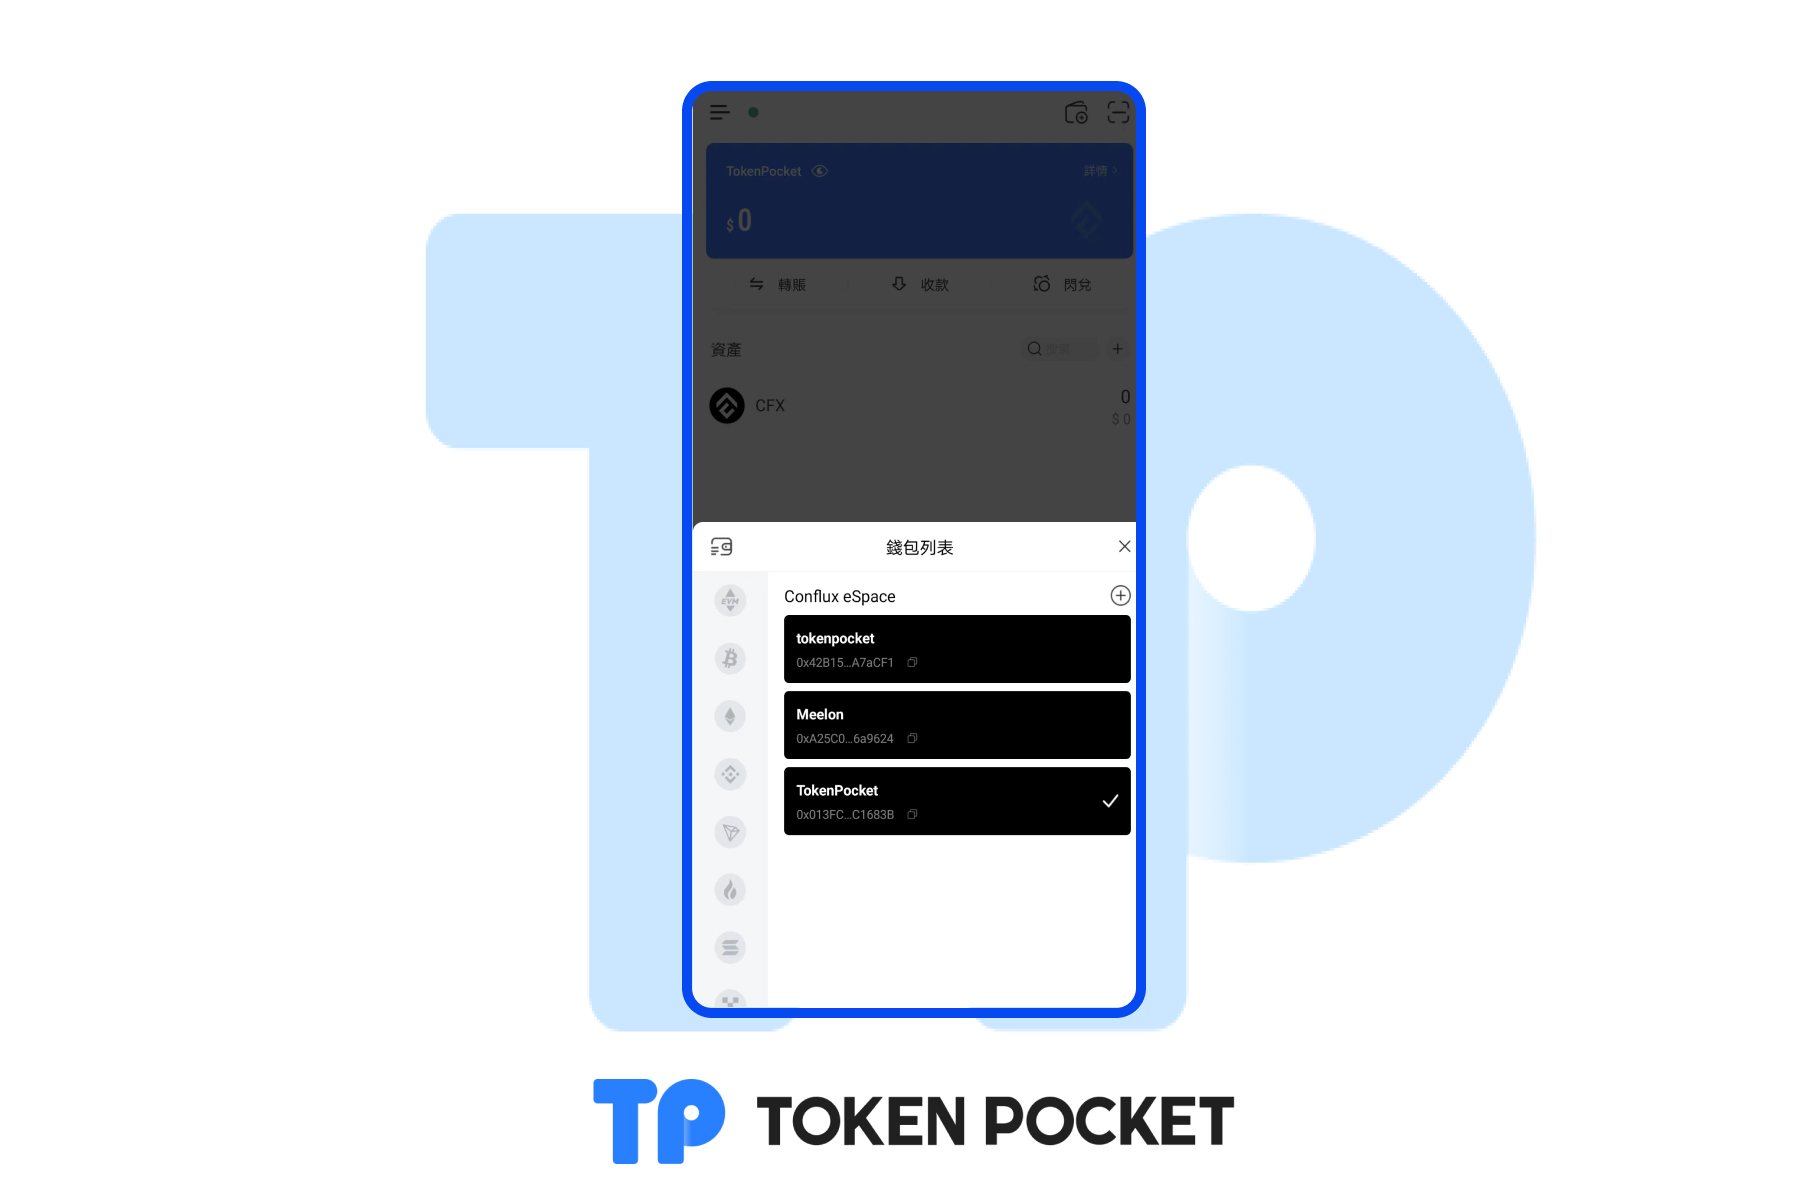 TokenPocket
詳情
$ 0
轉賬
收款
閃兌
資產
CFX
0
$ 0
錢包列表
EVM
Conflux eSpace
tokenpocket
0x42B15...A7aCF1
Meelon
0xA25C0...6a9624
TokenPocket
0x013FC...C1683B
TP TOKEN POCKET